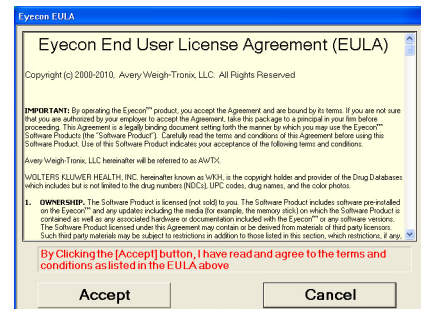 Eyecon EULA
Eyecon End User License Agreement (EULA)
Copyright (c) 2000-2010, Avery Weigh-Tronix, LLC. All Rights Reserved
IMPORTANT: By operating the Eyecon™ product, you accept the Agreement and are bound by its terms. If you are not sure
that you are authorized by your employer to accept this Agreement, take this package to a principal in your firm before
proceeding. This Agreement is a legally binding document setting forth the manner by which you may use the Eyecon™
Software Products (the "Software Product"). Carefully read the terms and conditions of this Agreement before using this
Software Product. Use of this Software Product indicates your acceptance of the following terms and conditions.
Avery Weigh-Tronix, LLC hereinafter will be referred to as AWTX.
WOLTERS KLUWER HEALTH, INC. hereinafter known as WKH, is the copyright holder and provider of the Drug Databases
which includes but is not limited to the drug numbers (NDCs), UPC codes, drug names, and the color photos.
1. OWNERSHIP. The Software Product is licensed (not sold) to you. The Software Product includes software pre-installed
on the Eyecon™ and any updates including the media (for example, the memory stick) on which the Software Product is
contained as well as any associated hardware or documentation included with the Eyecon™ or any software versions.
The Software Product licensed under this Agreement may contain or be derived from materials of third party licensors.
Such third party materials may be subject to restrictions in addition to those listed in this section, which restrictions, if any,
By Clicking the [Accept] button, I have read and agree to the terms and
conditions as listed in the EULA above
Accept Cancel